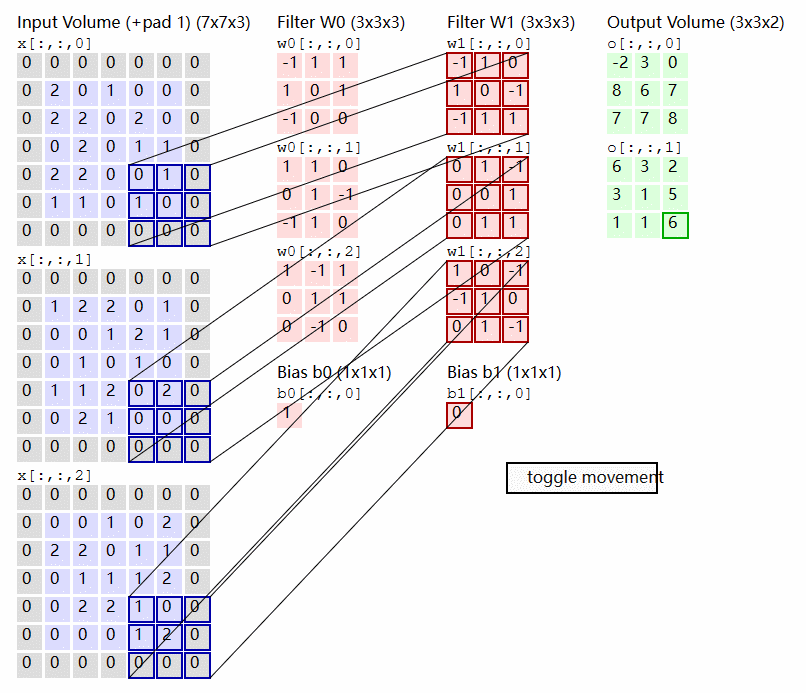 Input Volume (+pad 1) (7x7x3)
x[:,:,0]
0 0 0 0 0 0 0
0 2 0 1 0 0 0
0 2 2 0 2 0 0
0 0 2 0 1 1 0
0 2 2 0 0 1 0
0 1 1 0 1 0 0
0 0 0 0 0 0 0
x[:,:,1]
0 0 0 0 0 0 0
0 1 2 2 0 1 0
0 0 0 1 2 1 0
0 0 1 0 1 0 0
0 1 1 2 0 2 0
0 0 2 1 0 0 0
0 0 0 0 0 0 0
x[:,:,2]
0 0 0 0 0 0 0
0 0 0 1 0 2 0
0 2 2 0 1 1 0
0 0 1 1 1 2 0
0 0 2 2 1 0 0
0 0 0 0 1 2 0
0 0 0 0 0 0 0
Filter W0 (3x3x3)
w0[:,:,0]
-1 1 1
1 0 1
-1 0 0
w0[:,:,1]
1 1 0
0 1 -1
-1 1 0
w0[:,:,2]
1 -1 1
0 1 1
0 -1 0
Bias b0 (1x1x1)
b0[:,:,0]
1
Filter W1 (3x3x3)
w1[:,:,0]
-1 1 0
1 0 -1
-1 1 1
w1[:,:,1]
0 1 -1
0 0 1
0 1 1
w1[:,:,2]
1 0 -1
-1 1 0
0 1 -1
Bias b1 (1x1x1)
b1[:,:,0]
0
Output Volume (3x3x2)
o[:,:,0]
-2 3 0
8 6 7
7 7 8
o[:,:,1]
6 3 2
3 1 5
1 1 6
toggle movement